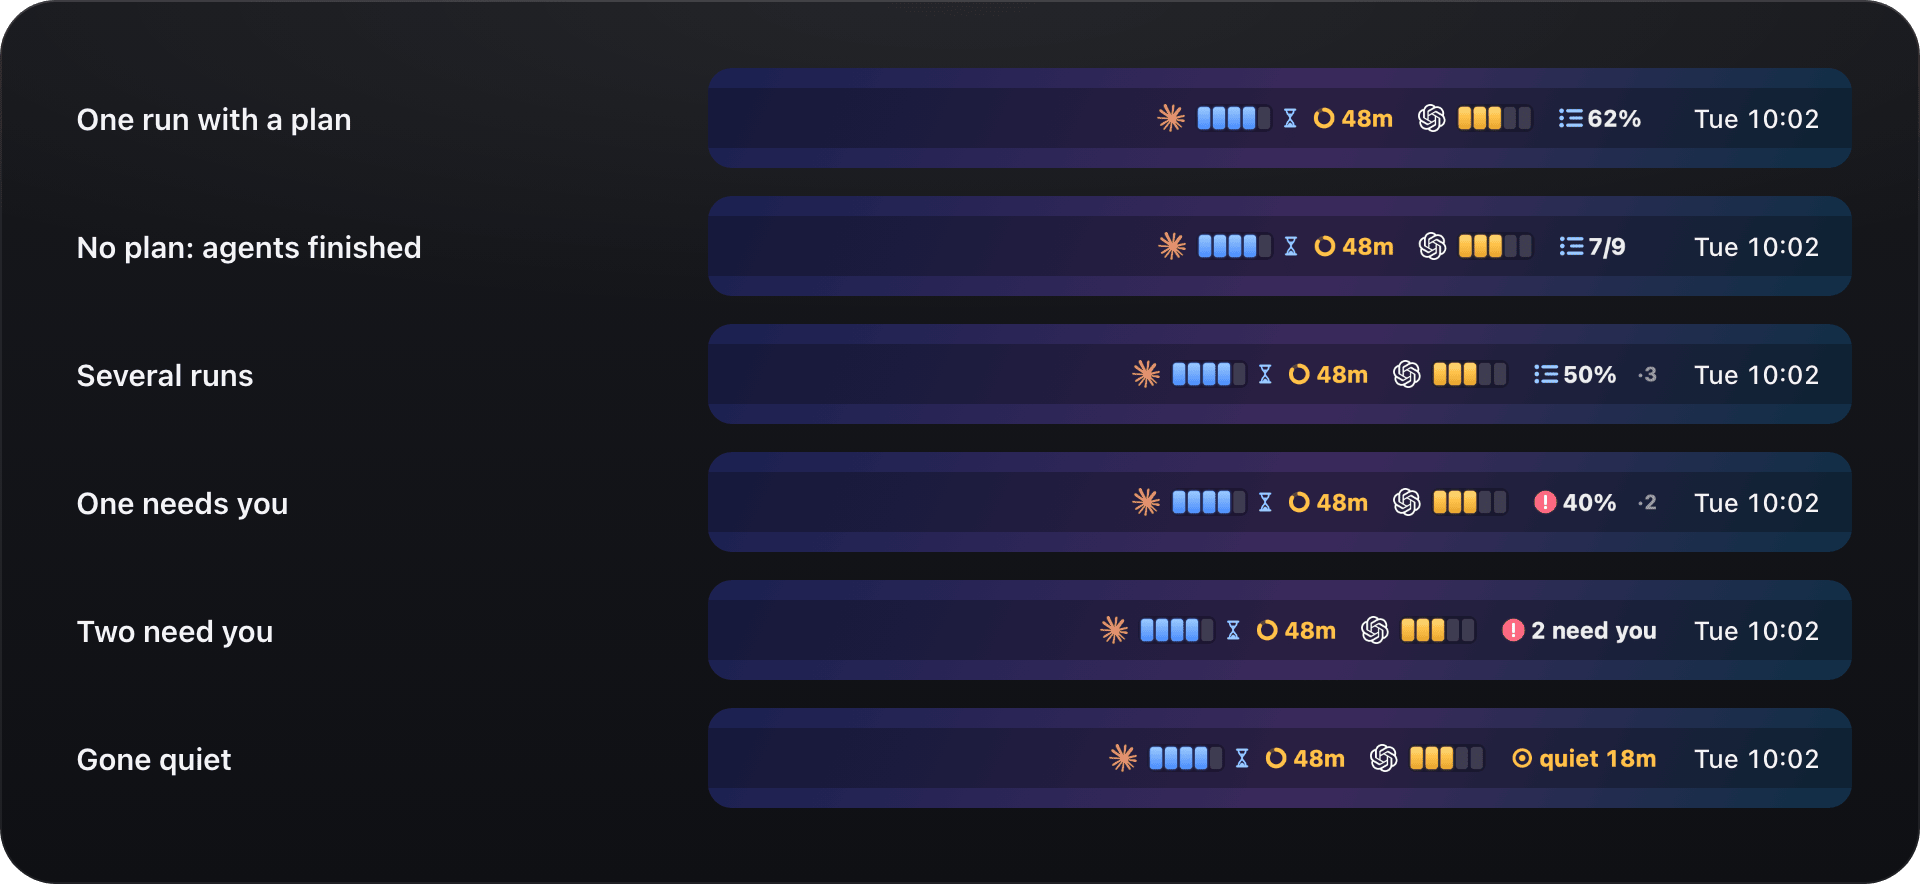 One run with a plan 48m 62% Tue 10:02
No plan: agents finished 48m 7/9 Tue 10:02
Several runs 48m 50% ·3 Tue 10:02
One needs you 48m 40% ·2 Tue 10:02
Two need you 48m 2 need you Tue 10:02
Gone quiet 48m quiet 18m Tue 10:02